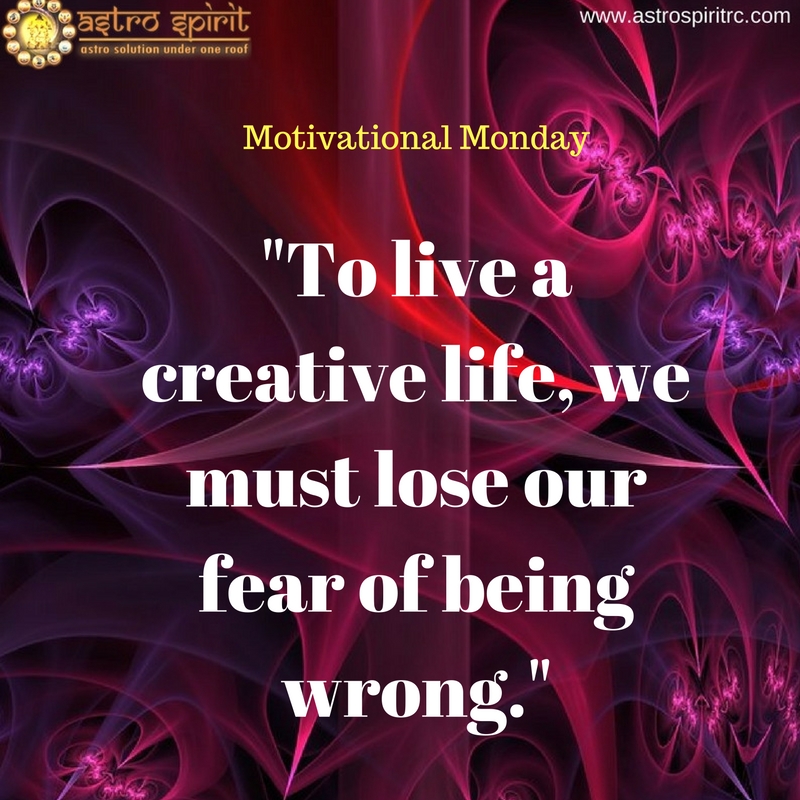 astro spirit
astro solution under one roof
www.astrospiritrc.com
Motivational Monday
"To live a
creative life, we
must lose our
fear of being
wrong."